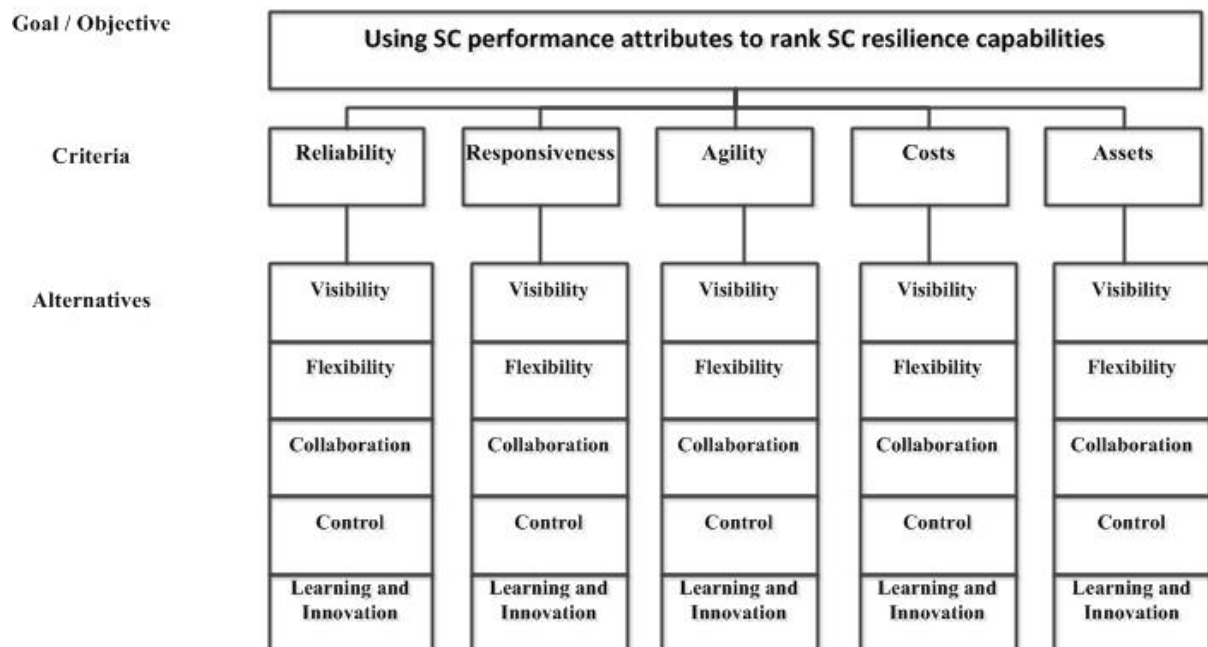 Goal / Objective
Using SC performance attributes to rank SC resilience capabilities
Criteria
Reliability
Responsiveness
Agility
Costs
Assets
Alternatives
Visibility
Flexibility
Collaboration
Control
Learning and
Innovation
Visibility
Flexibility
Collaboration
Control
Learning and
Innovation
Visibility
Flexibility
Collaboration
Control
Learning and
Innovation
Visibility
Flexibility
Collaboration
Control
Learning and
Innovation
Visibility
Flexibility
Collaboration
Control
Learning and
Innovation